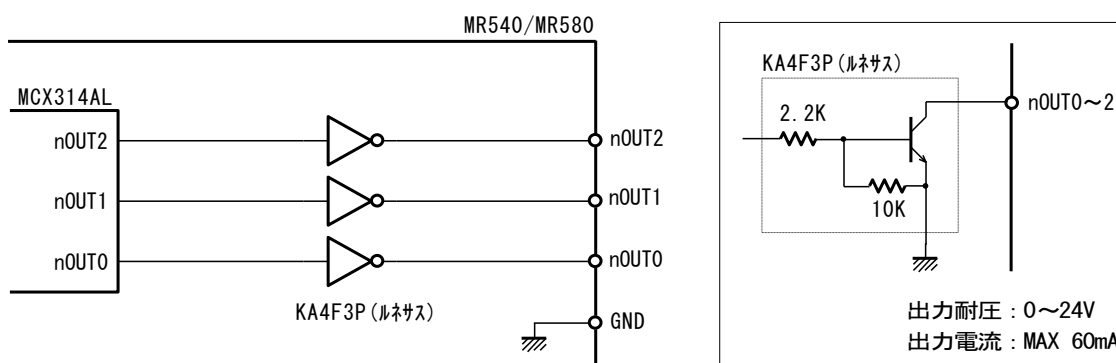 MR540/MR580
MCX314AL
nOUT2
nOUT2
nOUT1
nOUT1
nOUT0
nOUT0
KA4F3P(ﾙﾈｻｽ)
GND
KA4F3P(ﾙﾈｻｽ)
2.2K
10K
nOUT0～2
出力耐圧：0～24V
出力電流：MAX 60mA